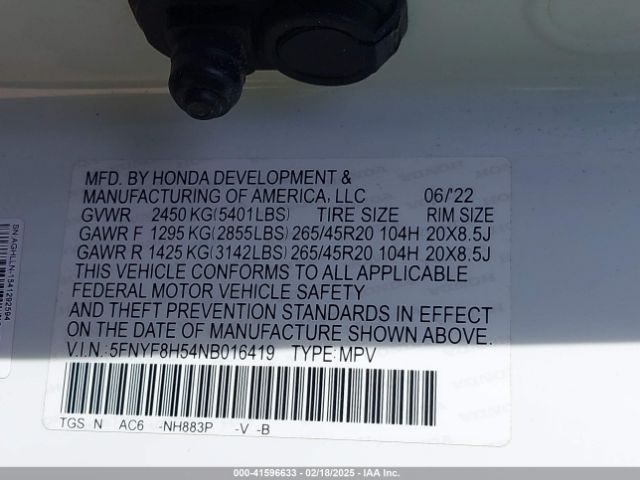 MFD. BY HONDA DEVELOPMENT &
MANUFACTURING OF AMERICA, LLC 06/'22
GVWR 2450 KG(5401LBS) TIRE SIZE RIM SIZE
GAWR F 1295 KG(2855LBS) 265/45R20 104H 20X8.5J
GAWR R 1425 KG(3142LBS) 265/45R20 104H 20X8.5J
THIS VEHICLE CONFORMS TO ALL APPLICABLE
FEDERAL MOTOR VEHICLE SAFETY
AND THEFT PREVENTION STANDARDS IN EFFECT
ON THE DATE OF MANUFACTURE SHOWN ABOVE.
V.I.N.: 5FNYF8H54NB016419 TYPE: MPV
TGS N AC6 -NH883P -V -B
SN AGHLLN-1541292594
000-41596633 / 02/18/2025 - IAA Inc.